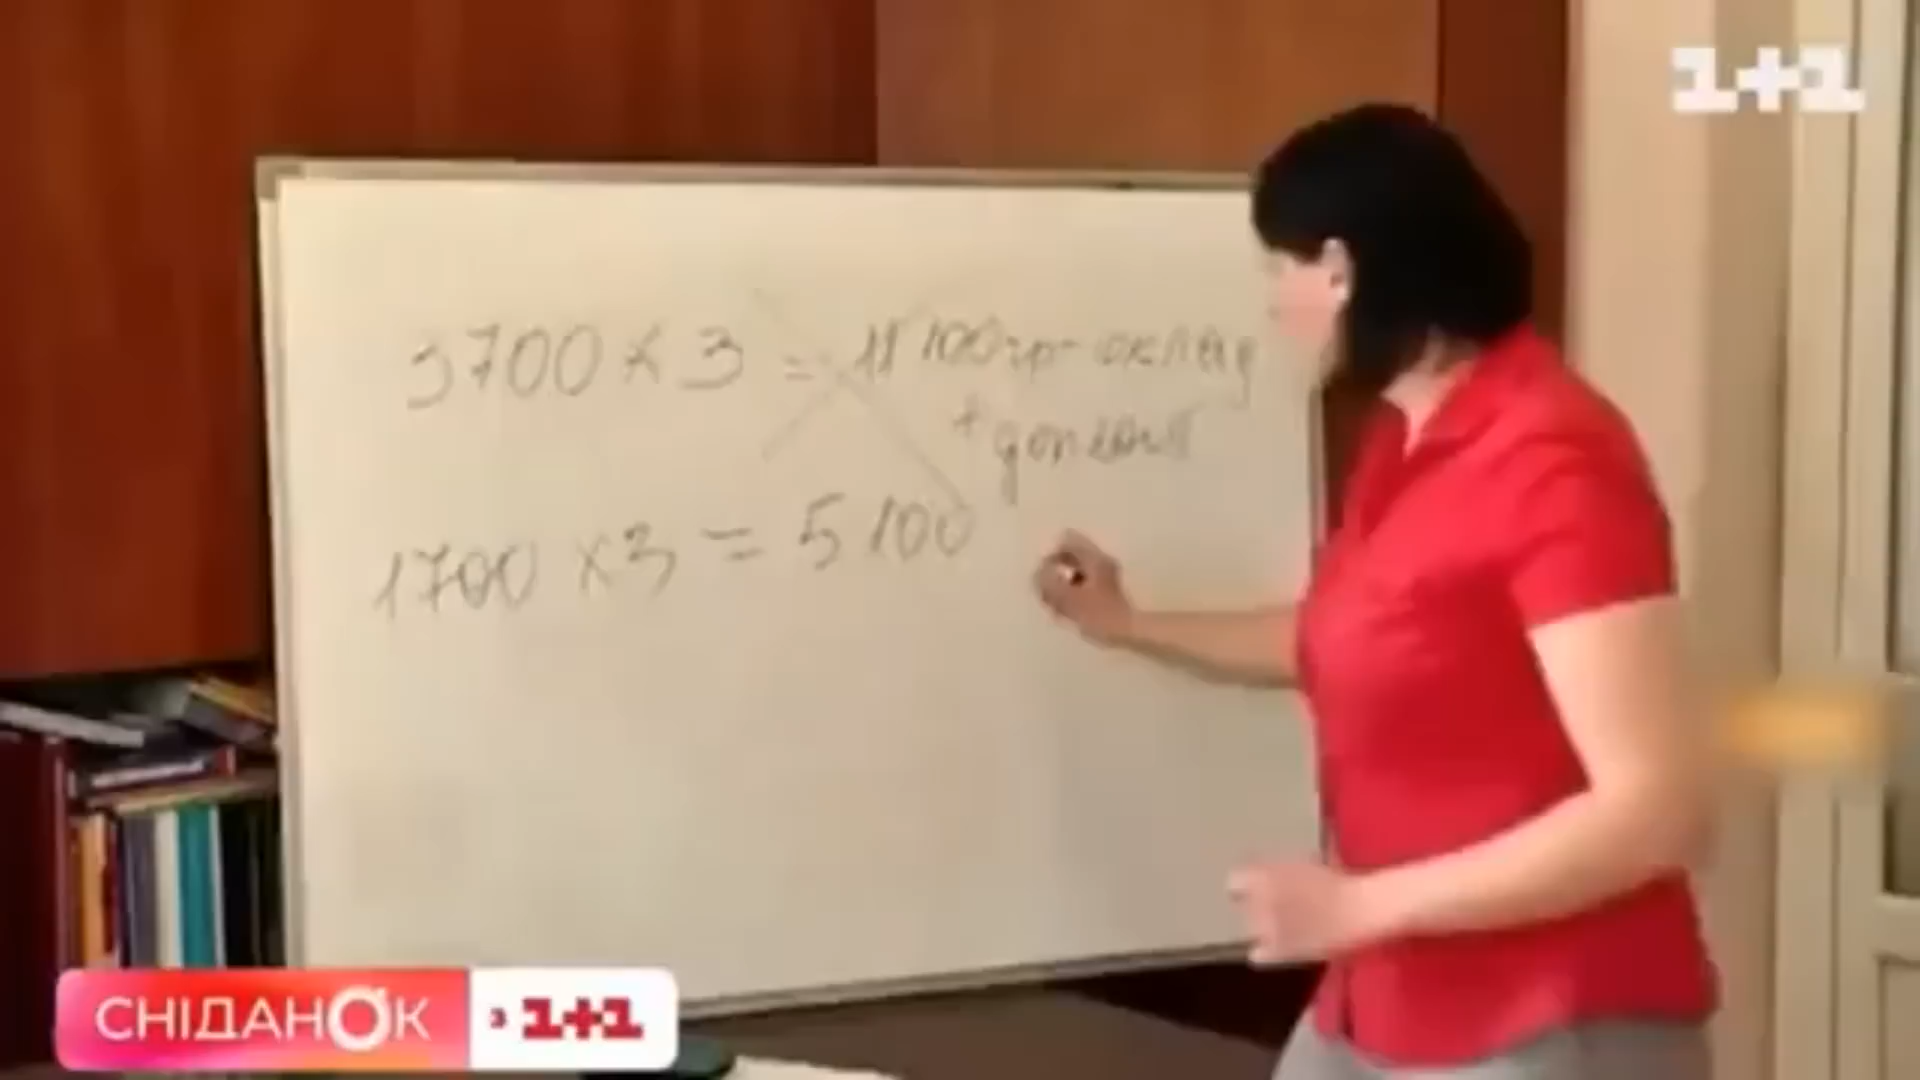 1+1
3700 x 3 = 11 100 гр - оклад
+ доплати
1700 x 3 = 5 100
СНІДАНОК з 1+1